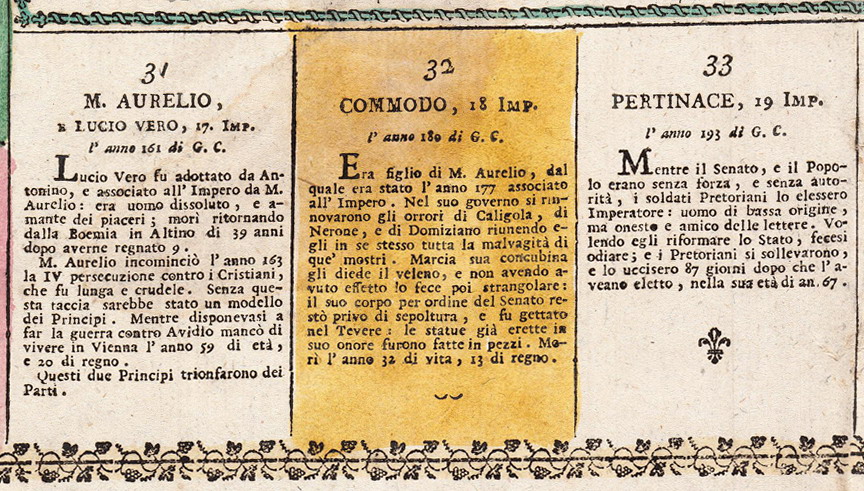 31
M. AURELIO,
E LUCIO VERO, 17. IMP.
l' anno 161 di G. C.
Lucio Vero fu adottato da An-
tonino, e associato all' Impero da M.
Aurelio: era uomo dissoluto, e a-
mante dei piaceri; morì ritornando
dalla Boemia in Altino di 39 anni
dopo averne regnato 9.
M. Aurelio incominciò l' anno 163
la IV persecuzione contro i Cristiani,
che fu lunga e crudele. Senza que-
sta taccia sarebbe stato un modello
dei Principi. Mentre disponevasi a
far la guerra contro Avidio mancò di
vivere in Vienna l' anno 59 di età,
e 20 di regno.
Questi due Principi trionfarono dei
Parti.
32
COMMODO, 18 IMP.
l' anno 180 di G. C.
Era figlio di M. Aurelio, dal
quale era stato l' anno 177 associato
all' Impero. Nel suo governo si rin-
novarono gli orrori di Caligola, di
Nerone, e di Domiziano riunendo e-
gli in se stesso tutta la malvagità di
que' mostri. Marcia sua concubina
gli diede il veleno, e non avendo a-
vuto effetto lo fece poi strangolare:
il suo corpo per ordine del Senato re-
stò privo di sepoltura, e fu gettato
nel Tevere: le statue già erette in
suo onore furono fatte in pezzi. Mo-
rì l' anno 32 di vita, 13 di regno.
33
PERTINACE, 19 IMP.
l' anno 193 di G. C.
Mentre il Senato, e il Popo-
lo erano senza forza, e senza auto-
rità, i soldati Pretoriani lo elessero
Imperatore: uomo di bassa origine,
ma onesto e amico delle lettere. Vo-
lendo egli riformare lo Stato, fecesi
odiare; e i Pretoriani si sollevarono,
e lo uccisero 87 giorni dopo che l' a-
veano eletto, nella sua età di an. 67.